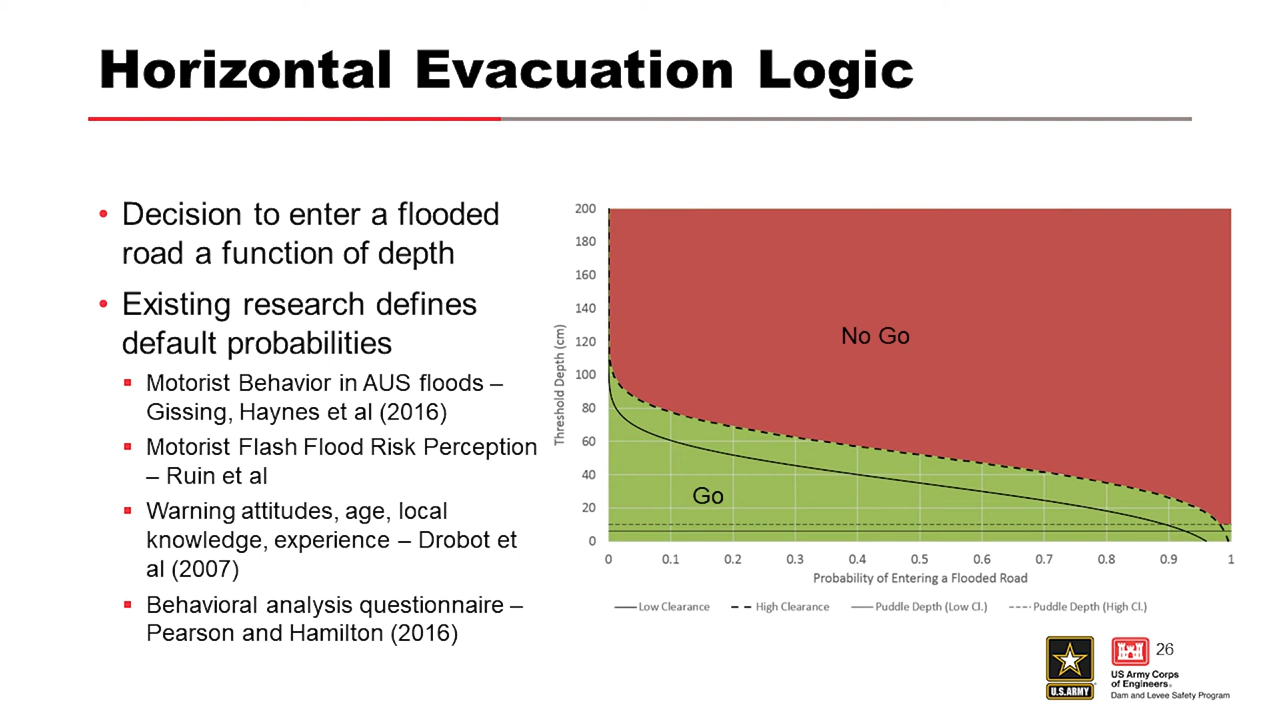 Horizontal Evacuation Logic
• Decision to enter a flooded
road a function of depth
• Existing research defines
default probabilities
▪ Motorist Behavior in AUS floods –
Gissing, Haynes et al (2016)
▪ Motorist Flash Flood Risk Perception
– Ruin et al
▪ Warning attitudes, age, local
knowledge, experience – Drobot et
al (2007)
▪ Behavioral analysis questionnaire –
Pearson and Hamilton (2016)
Threshold Depth (cm)
200
180
160
140
120
100
80
60
40
20
0
No Go
Go
0 0.1 0.2 0.3 0.4 0.5 0.6 0.7 0.8 0.9 1
Probability of Entering a Flooded Road
Low Clearance High Clearance Puddle Depth (Low Cl.) Puddle Depth (High Cl.)
U.S.ARMY
26
US Army Corps
of Engineers®
Dam and Levee Safety Program